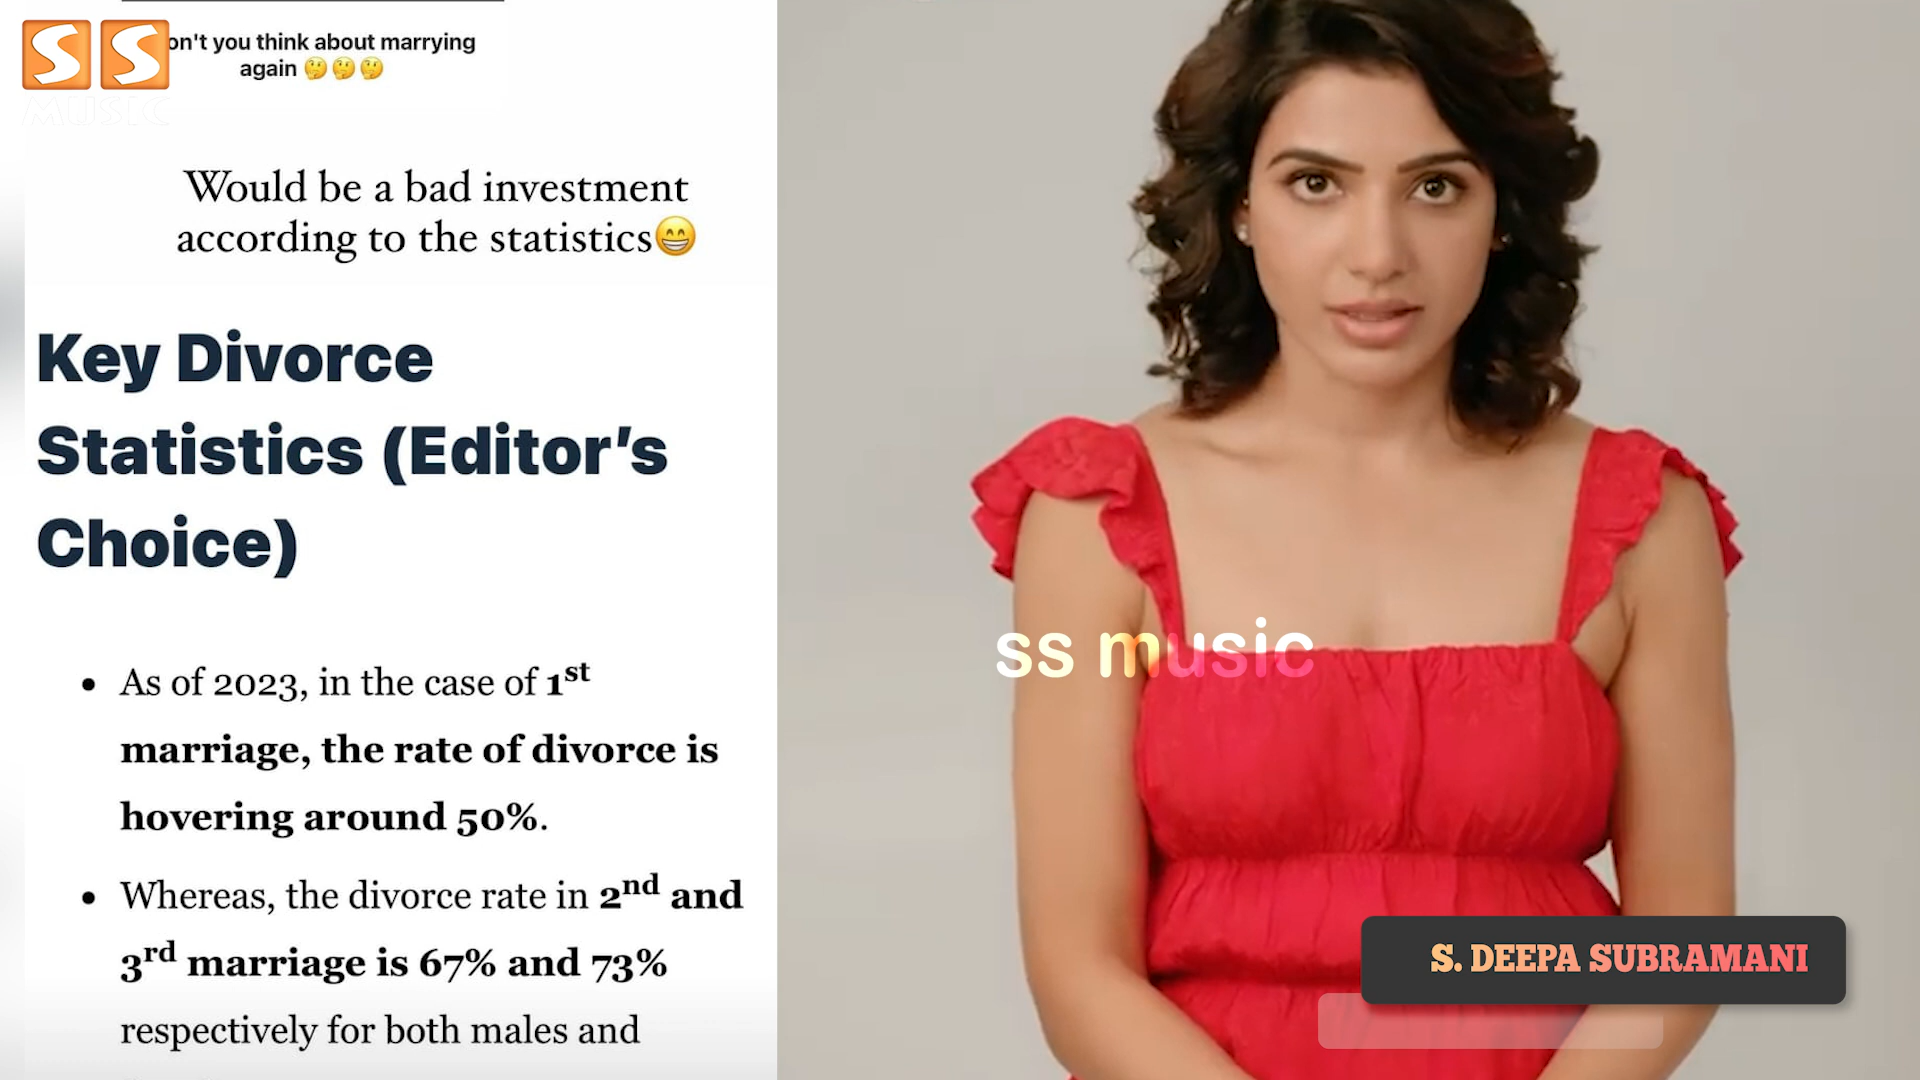 SS
MUSIC
on't you think about marrying
again 🤔🤔🤔
Would be a bad investment
according to the statistics😁
Key Divorce
Statistics (Editor’s
Choice)
• As of 2023, in the case of 1st
marriage, the rate of divorce is
hovering around 50%.
• Whereas, the divorce rate in 2nd and
3rd marriage is 67% and 73%
respectively for both males and
ss music
S. DEEPA SUBRAMANI